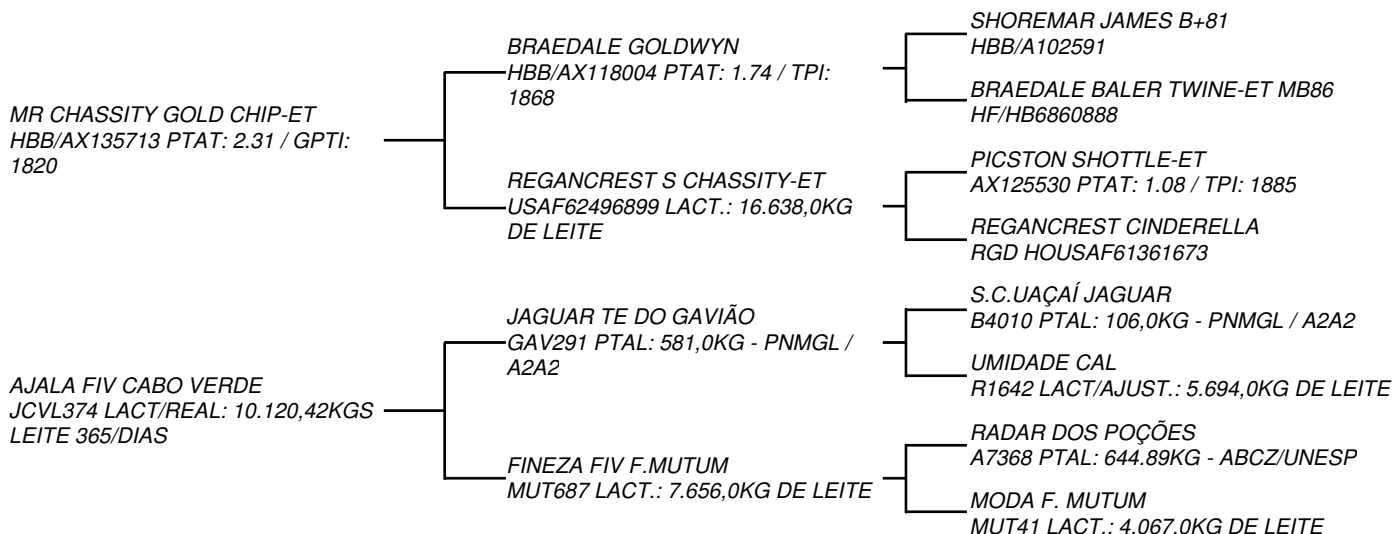 MR CHASSITY GOLD CHIP-ET
HBB/AX135713 PTAT: 2.31 / GPTI:
1820
AJALA FIV CABO VERDE
JCVL374 LACT/REAL: 10.120,42KGS
LEITE 365/DIAS
BRAEDALE GOLDWYN
HBB/AX118004 PTAT: 1.74 / TPI:
1868
REGANCREST S CHASSITY-ET
USAF62496899 LACT.: 16.638,0KG
DE LEITE
JAGUAR TE DO GAVIÃO
GAV291 PTAL: 581,0KG - PNMGL /
A2A2
FINEZA FIV F.MUTUM
MUT687 LACT.: 7.656,0KG DE LEITE
SHOREMAR JAMES B+81
HBB/A102591
BRAEDALE BALER TWINE-ET MB86
HF/HB6860888
PICSTON SHOTTLE-ET
AX125530 PTAT: 1.08 / TPI: 1885
REGANCREST CINDERELLA
RGD HOUSAF61361673
S.C.UAÇAÍ JAGUAR
B4010 PTAL: 106,0KG - PNMGL / A2A2
UMIDADE CAL
R1642 LACT/AJUST.: 5.694,0KG DE LEITE
RADAR DOS POÇÕES
A7368 PTAL: 644.89KG - ABCZ/UNESP
MODA F. MUTUM
MUT41 LACT.: 4.067,0KG DE LEITE